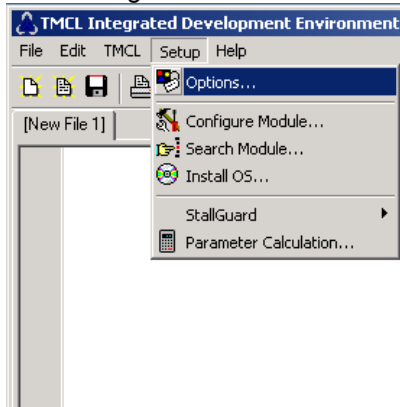 TMCL Integrated Development Environment
File Edit TMCL Setup Help
Options...
[New File 1]
Configure Module...
Search Module...
Install OS...
StallGuard
Parameter Calculation...